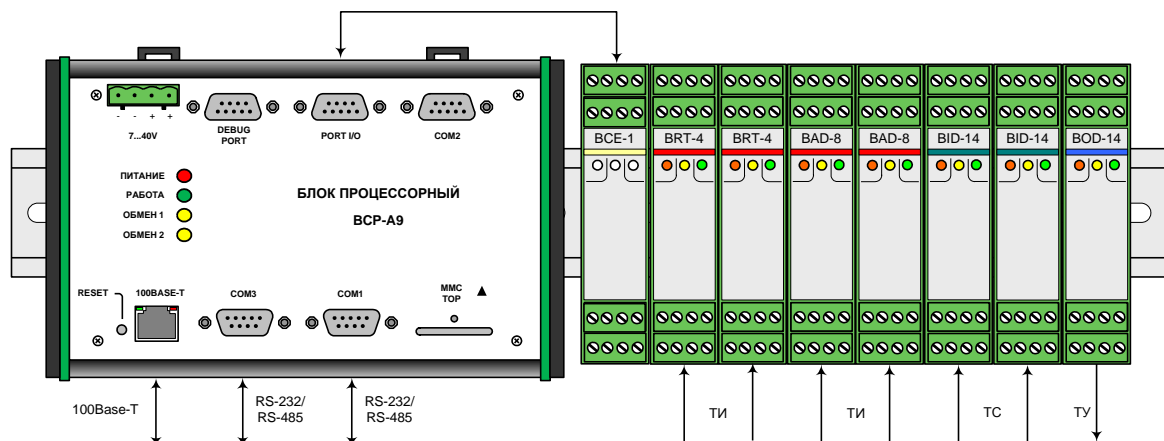 - - + +
7...40V
DEBUG
PORT
PORT I/O
COM2
ПИТАНИЕ
РАБОТА
ОБМЕН 1
ОБМЕН 2
БЛОК ПРОЦЕССОРНЫЙ
BCP-A9
RESET
100BASE-T
COM3
COM1
MMC
TOP
BCE-1
BRT-4
BRT-4
BAD-8
BAD-8
BID-14
BID-14
BOD-14
100Base-T
RS-232/
RS-485
RS-232/
RS-485
ТИ
ТИ
ТС
ТУ